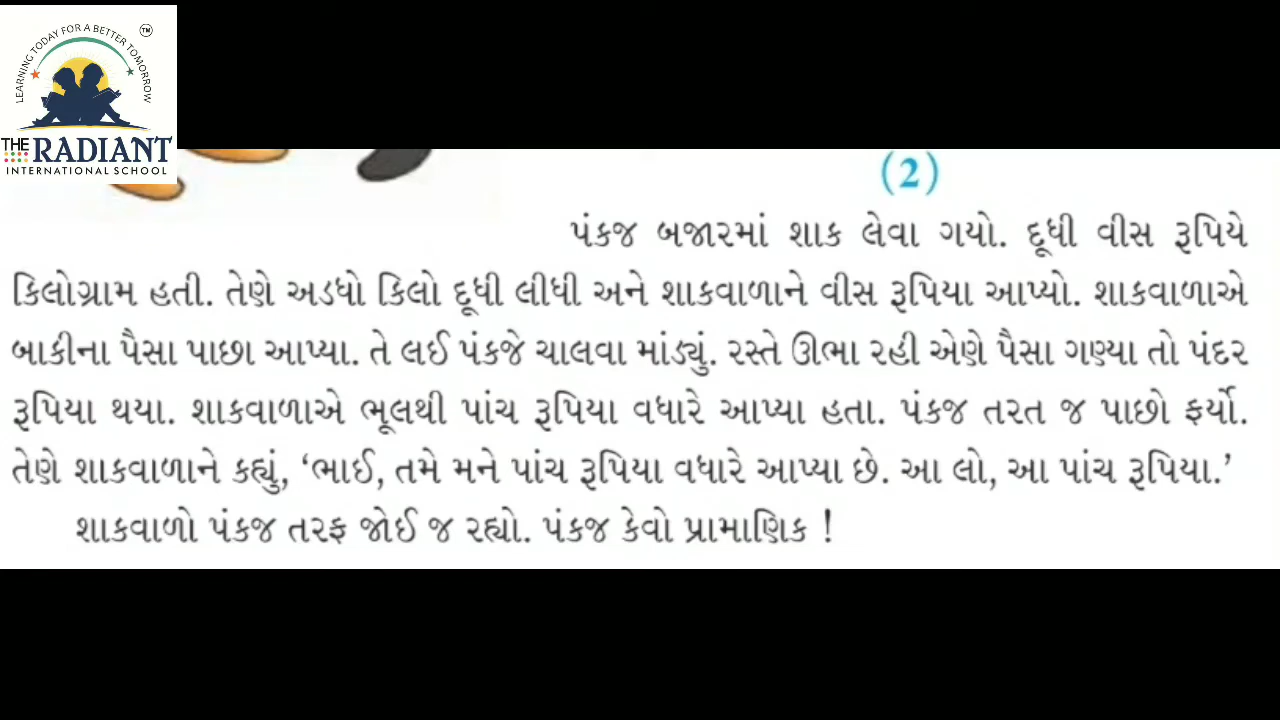 LEARNING TODAY FOR A BETTER TOMORROW
TM
THE RADIANT
INTERNATIONAL SCHOOL
(2)
પંકજ બજારમાં શાક લેવા ગયો. દૂધી વીસ રૂપિયે
કિલોગ્રામ હતી. તેણે અડધો કિલો દૂધી લીધી અને શાકવાળાને વીસ રૂપિયા આપ્યો. શાકવાળાએ
બાકીના પૈસા પાછા આપ્યા. તે લઈ પંકજે ચાલવા માંડ્યું. રસ્તે ઊભા રહી એણે પૈસા ગણ્યા તો પંદર
રૂપિયા થયા. શાકવાળાએ ભૂલથી પાંચ રૂપિયા વધારે આપ્યા હતા. પંકજ તરત જ પાછો ફર્યો.
તેણે શાકવાળાને કહ્યું, ‘ભાઈ, તમે મને પાંચ રૂપિયા વધારે આપ્યા છે. આ લો, આ પાંચ રૂપિયા.’
શાકવાળો પંકજ તરફ જોઈ જ રહ્યો. પંકજ કેવો પ્રામાણિક !